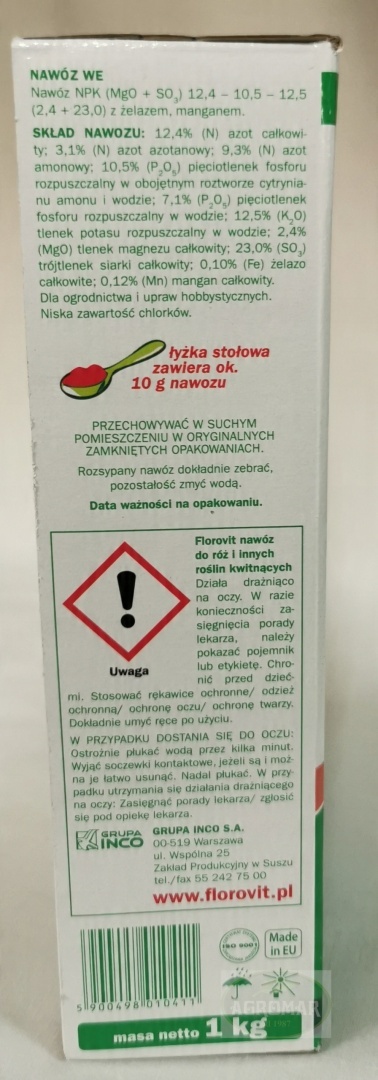 NAWÓZ WE
Nawóz NPK (MgO + SO₃) 12,4 – 10,5 – 12,5
(2,4 + 23,0) z żelazem, manganem.
SKŁAD NAWOZU: 12,4% (N) azot całkowi-
ty; 3,1% (N) azot azotanowy; 9,3% (N) azot
amonowy; 10,5% (P₂O₅) pięciotlenek fosforu
rozpuszczalny w obojętnym roztworze cytrynia-
nu amonu i wodzie; 7,1% (P₂O₅) pięciotlenek
fosforu rozpuszczalny w wodzie; 12,5% (K₂O)
tlenek potasu rozpuszczalny w wodzie; 2,4%
(MgO) tlenek magnezu całkowity; 23,0% (SO₃)
trójtlenek siarki całkowity; 0,10% (Fe) żelazo
całkowite; 0,12% (Mn) mangan całkowity.
Dla ogrodnictwa i upraw hobbystycznych.
Niska zawartość chlorków.
łyżka stołowa
zawiera ok.
10 g nawozu
PRZECHOWYWAĆ W SUCHYM
POMIESZCZENIU W ORYGINALNYCH
ZAMKNIĘTYCH OPAKOWANIACH.
Rozsypany nawóz dokładnie zebrać,
pozostałość zmyć wodą.
Data ważności na opakowaniu.
Florovit nawóz
do róż i innych
roślin kwitnących
Działa drażniąco
na oczy. W razie
konieczności za-
sięgnięcia porady
lekarza, należy
pokazać pojemnik
lub etykietę. Chro-
nić przed dzieć-
Uwaga
mi. Stosować rękawice ochronne/ odzież
ochronną/ ochronę oczu/ ochronę twarzy.
Dokładnie umyć ręce po użyciu.
W PRZYPADKU DOSTANIA SIĘ DO OCZU:
Ostrożnie płukać wodą przez kilka minut.
Wyjąć soczewki kontaktowe, jeżeli są i moż-
na je łatwo usunąć. Nadal płukać. W przy-
padku utrzymania się działania drażniącego
na oczy: Zasięgnąć porady lekarza/ zgłosić
się pod opiekę lekarza.
GRUPA
INCO
GRUPA INCO S.A.
00-519 Warszawa
ul. Wspólna 25
Zakład Produkcyjny w Suszu
tel./fax 55 242 75 00
www.florovit.pl
ISO 9001
Made
in EU
5 900498 010411
AGROMAR
masa netto 1 kg